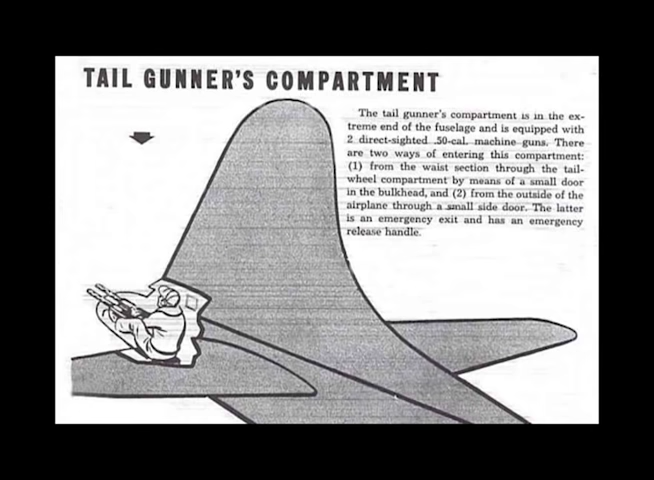 TAIL GUNNER'S COMPARTMENT
The tail gunner's compartment is in the ex-
treme end of the fuselage and is equipped with
2 direct-sighted .50-cal. machine guns. There
are two ways of entering this compartment:
(1) from the waist section through the tail-
wheel compartment by means of a small door
in the bulkhead, and (2) from the outside of the
airplane through a small side door. The latter
is an emergency exit and has an emergency
release handle.